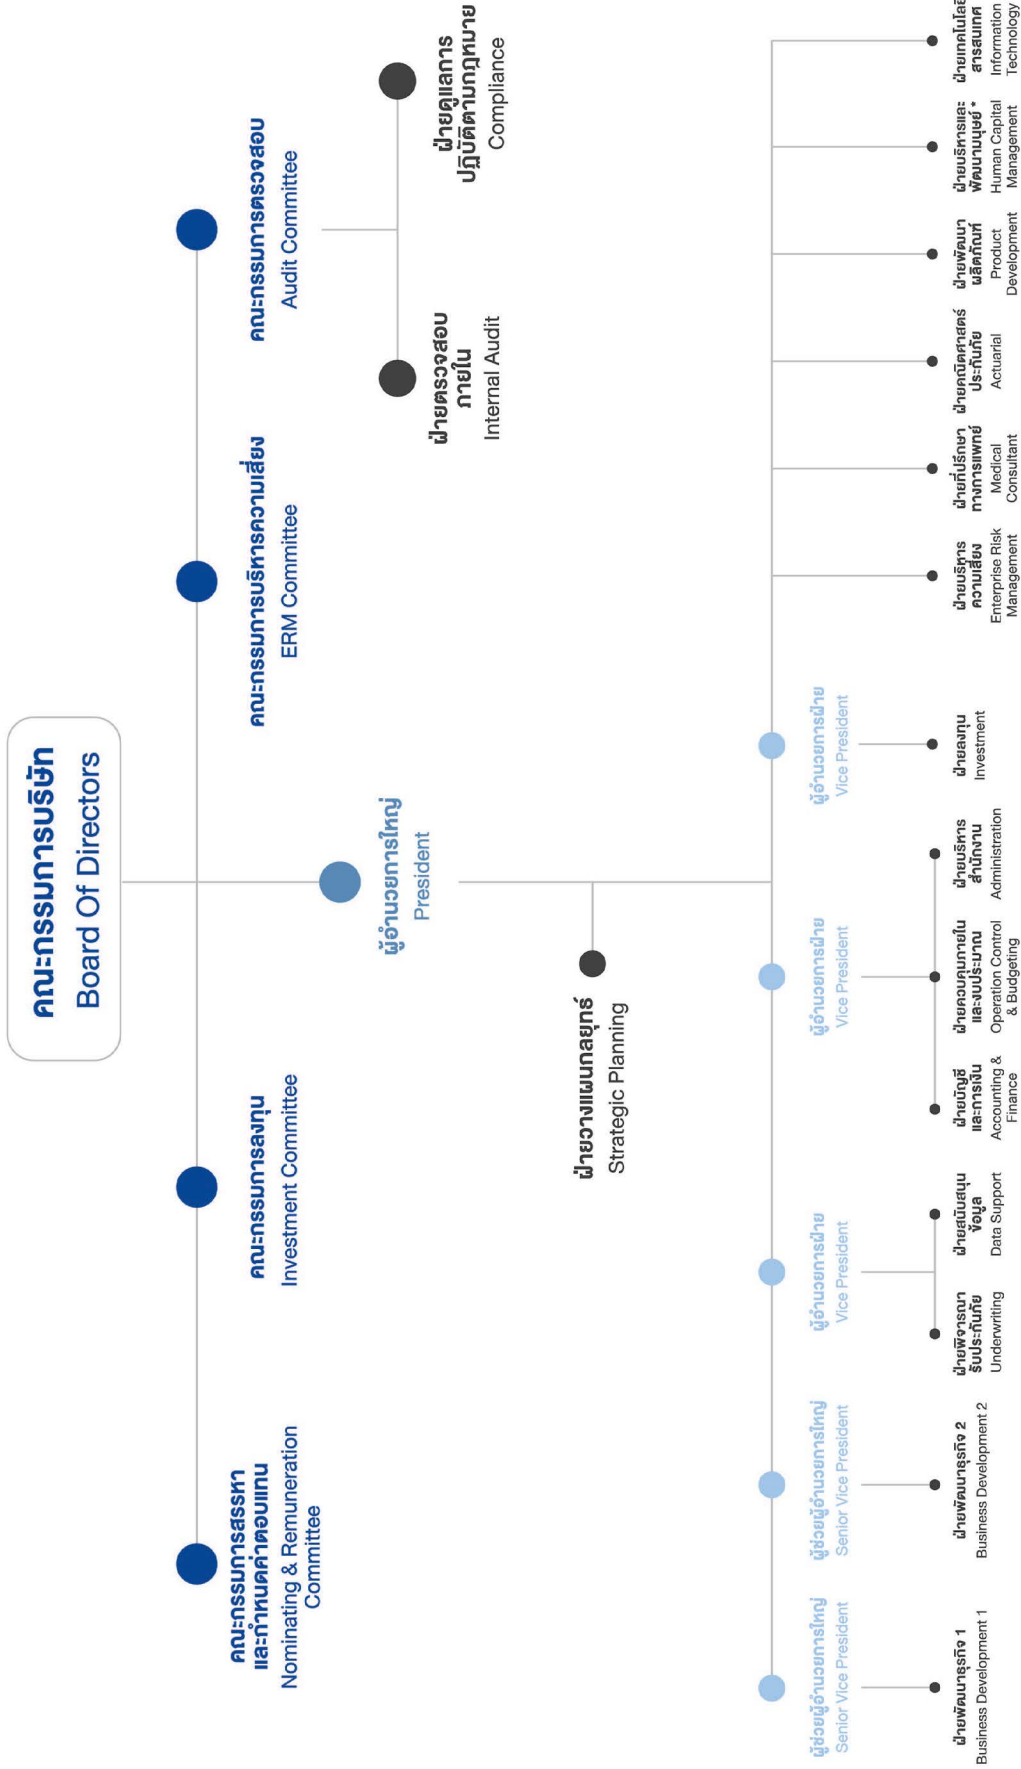 คณะกรรมการบริษัท
Board Of Directors
คณะกรรมการสรรหา
และกำหนดค่าตอบแทน
Nominating & Remuneration
Committee
คณะกรรมการลงทุน
Investment Committee
คณะกรรมการบริหารความเสี่ยง
ERM Committee
คณะกรรมการตรวจสอบ
Audit Committee
ผู้อำนวยการใหญ่
President
ฝ่ายตรวจสอบ
ภายใน
Internal Audit
ฝ่ายดูแลการ
ปฏิบัติตามกฎหมาย
Compliance
ฝ่ายวางแผนกลยุทธ์
Strategic Planning
ผู้ช่วยผู้อำนวยการใหญ่
Senior Vice President
ผู้ช่วยผู้อำนวยการใหญ่
Senior Vice President
ผู้อำนวยการฝ่าย
Vice President
ผู้อำนวยการฝ่าย
Vice President
ผู้อำนวยการฝ่าย
Vice President
ฝ่ายพัฒนาธุรกิจ 1
Business Development 1
ฝ่ายพัฒนาธุรกิจ 2
Business Development 2
ฝ่ายพิจารณา
รับประกันภัย
Underwriting
ฝ่ายสนับสนุน
ข้อมูล
Data Support
ฝ่ายบัญชี
และการเงิน
Accounting &
Finance
ฝ่ายควบคุมภายใน
และงบประมาณ
Operation Control
& Budgeting
ฝ่ายบริหาร
สำนักงาน
Administration
ฝ่ายลงทุน
Investment
ฝ่ายบริหาร
ความเสี่ยง
Enterprise Risk
Management
ฝ่ายที่ปรึกษา
ทางการแพทย์
Medical
Consultant
ฝ่ายคณิตศาสตร์
ประกันภัย
Actuarial
ฝ่ายพัฒนา
ผลิตภัณฑ์
Product
Development
ฝ่ายบริหารและ
พัฒนามนุษย์ *
Human Capital
Management
ฝ่ายเทคโนโลยี
สารสนเทศ
Information
Technology